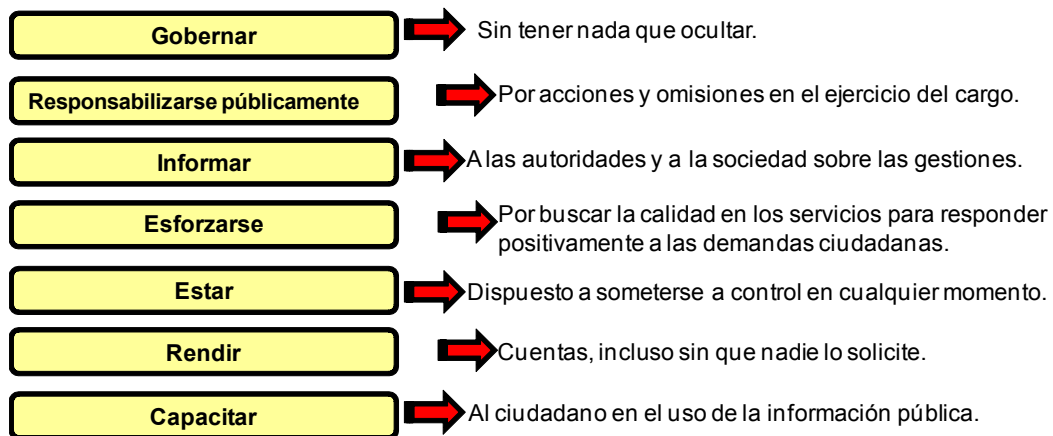 Gobernar
Sin tener nada que ocultar.
Responsabilizarse públicamente
Por acciones y omisiones en el ejercicio del cargo.
Informar
A las autoridades y a la sociedad sobre las gestiones.
Esforzarse
Por buscar la calidad en los servicios para responder
positivamente a las demandas ciudadanas.
Estar
Dispuesto a someterse a control en cualquier momento.
Rendir
Cuentas, incluso sin que nadie lo solicite.
Capacitar
Al ciudadano en el uso de la información pública.